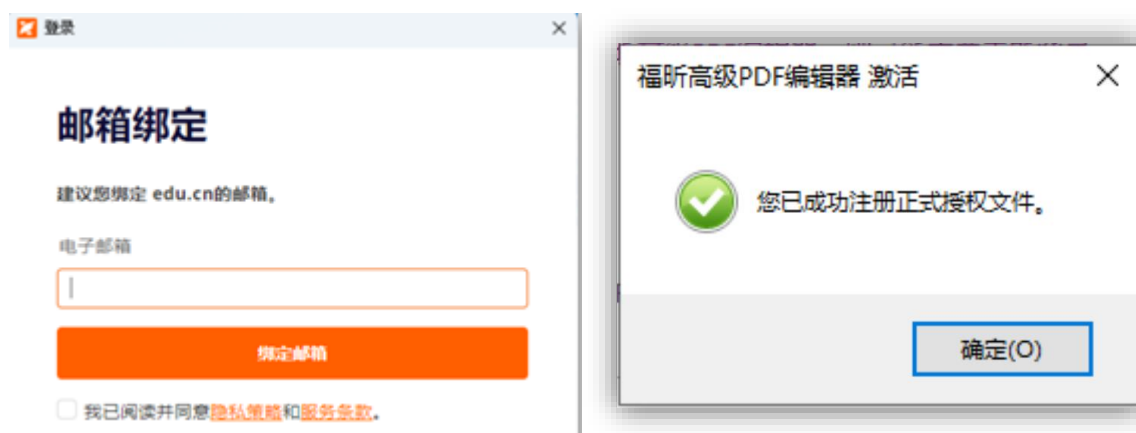 登录
邮箱绑定
建议您绑定 edu.cn的邮箱。
电子邮箱
绑定邮箱
我已阅读并同意隐私策略和服务条款。
福昕高级PDF编辑器 激活
您已成功注册正式授权文件。
确定(O)